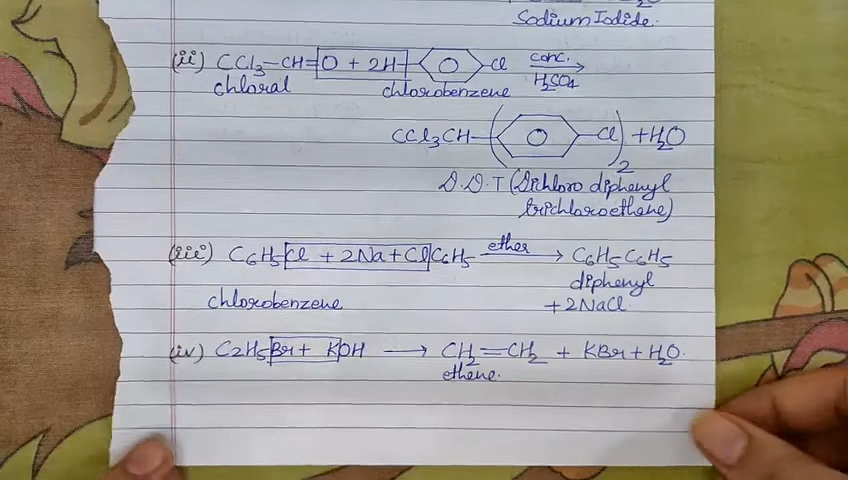 Sodium Iodide.
(ii) CCl3-CH=O + 2H-⌬-Cl conc. H2SO4 →
chloral chlorobenzene
CCl3CH-(⌬-Cl)2 + H2O
D.D.T (Dichloro diphenyl
trichloroethane)
(iii) C6H5Cl + 2Na + ClC6H5 ether → C6H5C6H5
diphenyl
chlorobenzene + 2NaCl
(iv) C2H5Br + KOH → CH2=CH2 + KBr + H2O.
ethene.